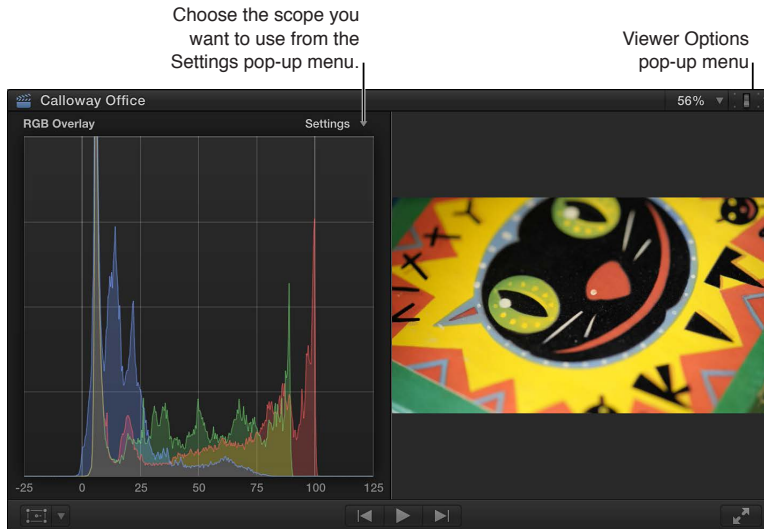 Choose the scope you
want to use from the
Settings pop-up menu.
Viewer Options
pop-up menu
Calloway Office
56%
RGB Overlay
Settings
-25 0 25 50 75 100 125